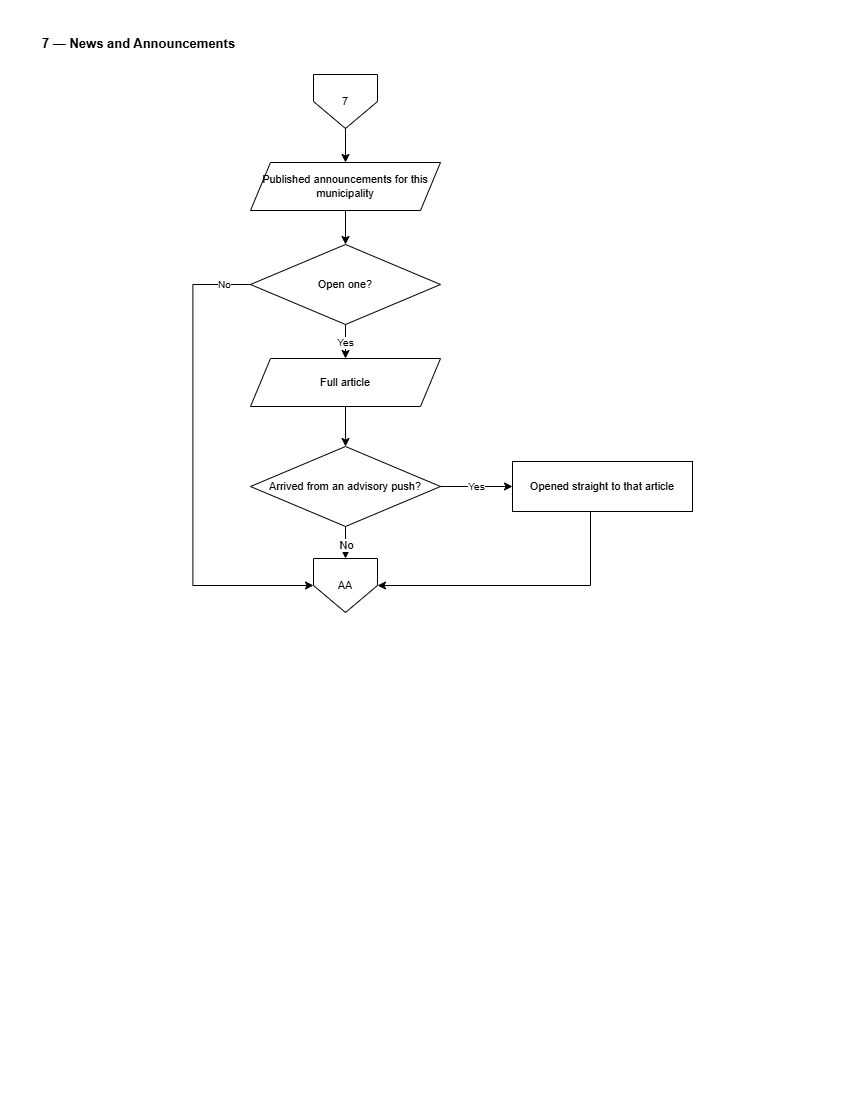 7 — News and Announcements
7
Published announcements for this
municipality
Open one?
No
Yes
Full article
Arrived from an advisory push?
Yes
Opened straight to that article
No
AA